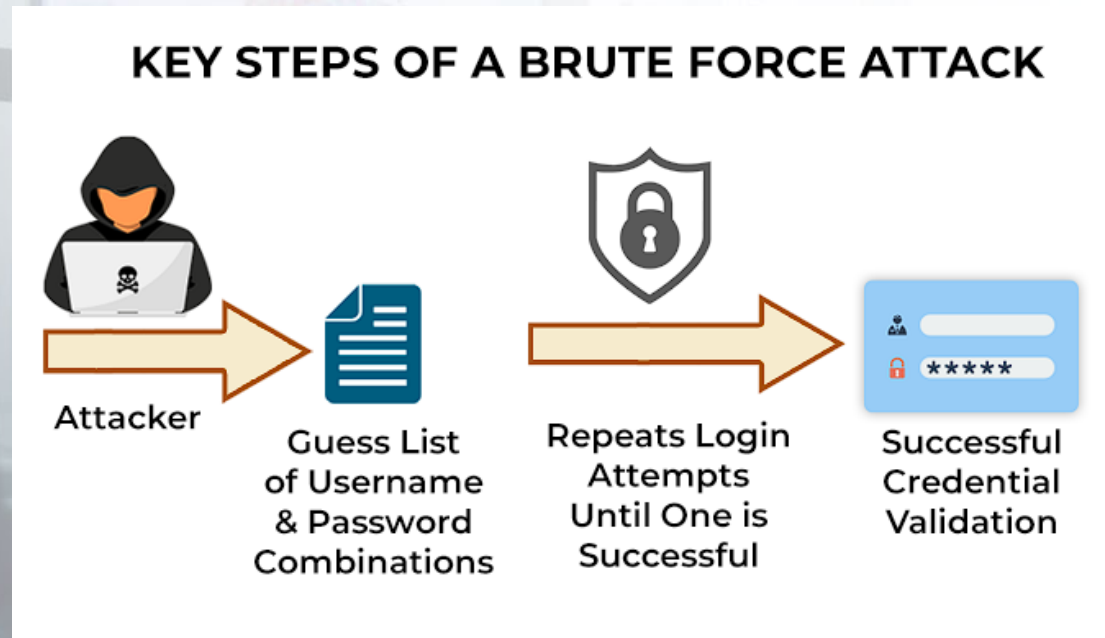 KEY STEPS OF A BRUTE FORCE ATTACK
Attacker
Guess List
of Username
& Password
Combinations
Repeats Login
Attempts
Until One is
Successful
*****
Successful
Credential
Validation